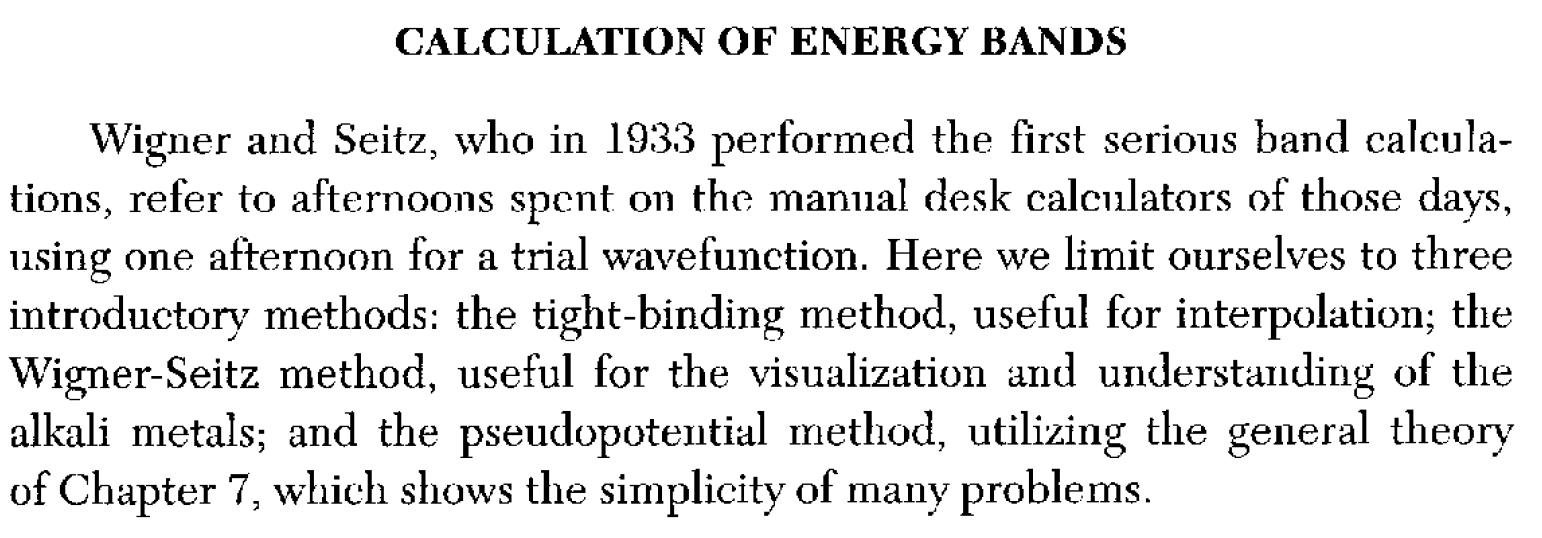 CALCULATION OF ENERGY BANDS
Wigner and Seitz, who in 1933 performed the first serious band calcula-
tions, refer to afternoons spent on the manual desk calculators of those days,
using one afternoon for a trial wavefunction. Here we limit ourselves to three
introductory methods: the tight-binding method, useful for interpolation; the
Wigner-Seitz method, useful for the visualization and understanding of the
alkali metals; and the pseudopotential method, utilizing the general theory
of Chapter 7, which shows the simplicity of many problems.